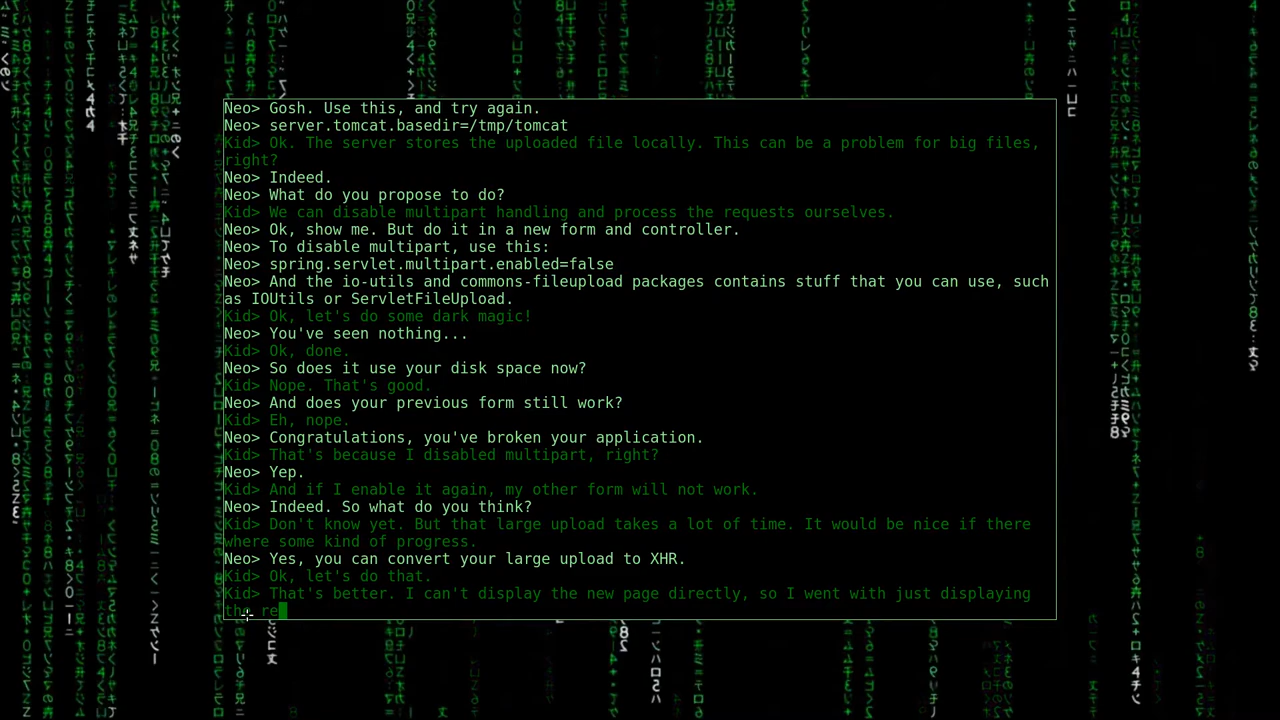 Neo> Gosh. Use this, and try again.
Neo> server.tomcat.basedir=/tmp/tomcat
Kid> Ok. The server stores the uploaded file locally. This can be a problem for big files,
right?
Neo> Indeed.
Neo> What do you propose to do?
Kid> We can disable multipart handling and process the requests ourselves.
Neo> Ok, show me. But do it in a new form and controller.
Neo> To disable multipart, use this:
Neo> spring.servlet.multipart.enabled=false
Neo> And the io-utils and commons-fileupload packages contains stuff that you can use, such
as IOUtils or ServletFileUpload.
Kid> Ok, let's do some dark magic!
Neo> You've seen nothing...
Kid> Ok, done.
Neo> So does it use your disk space now?
Kid> Nope. That's good.
Neo> And does your previous form still work?
Kid> Eh, nope.
Neo> Congratulations, you've broken your application.
Kid> That's because I disabled multipart, right?
Neo> Yep.
Kid> And if I enable it again, my other form will not work.
Neo> Indeed. So what do you think?
Kid> Don't know yet. But that large upload takes a lot of time. It would be nice if there
where some kind of progress.
Neo> Yes, you can convert your large upload to XHR.
Kid> Ok, let's do that.
Kid> That's better. I can't display the new page directly, so I went with just displaying
the re